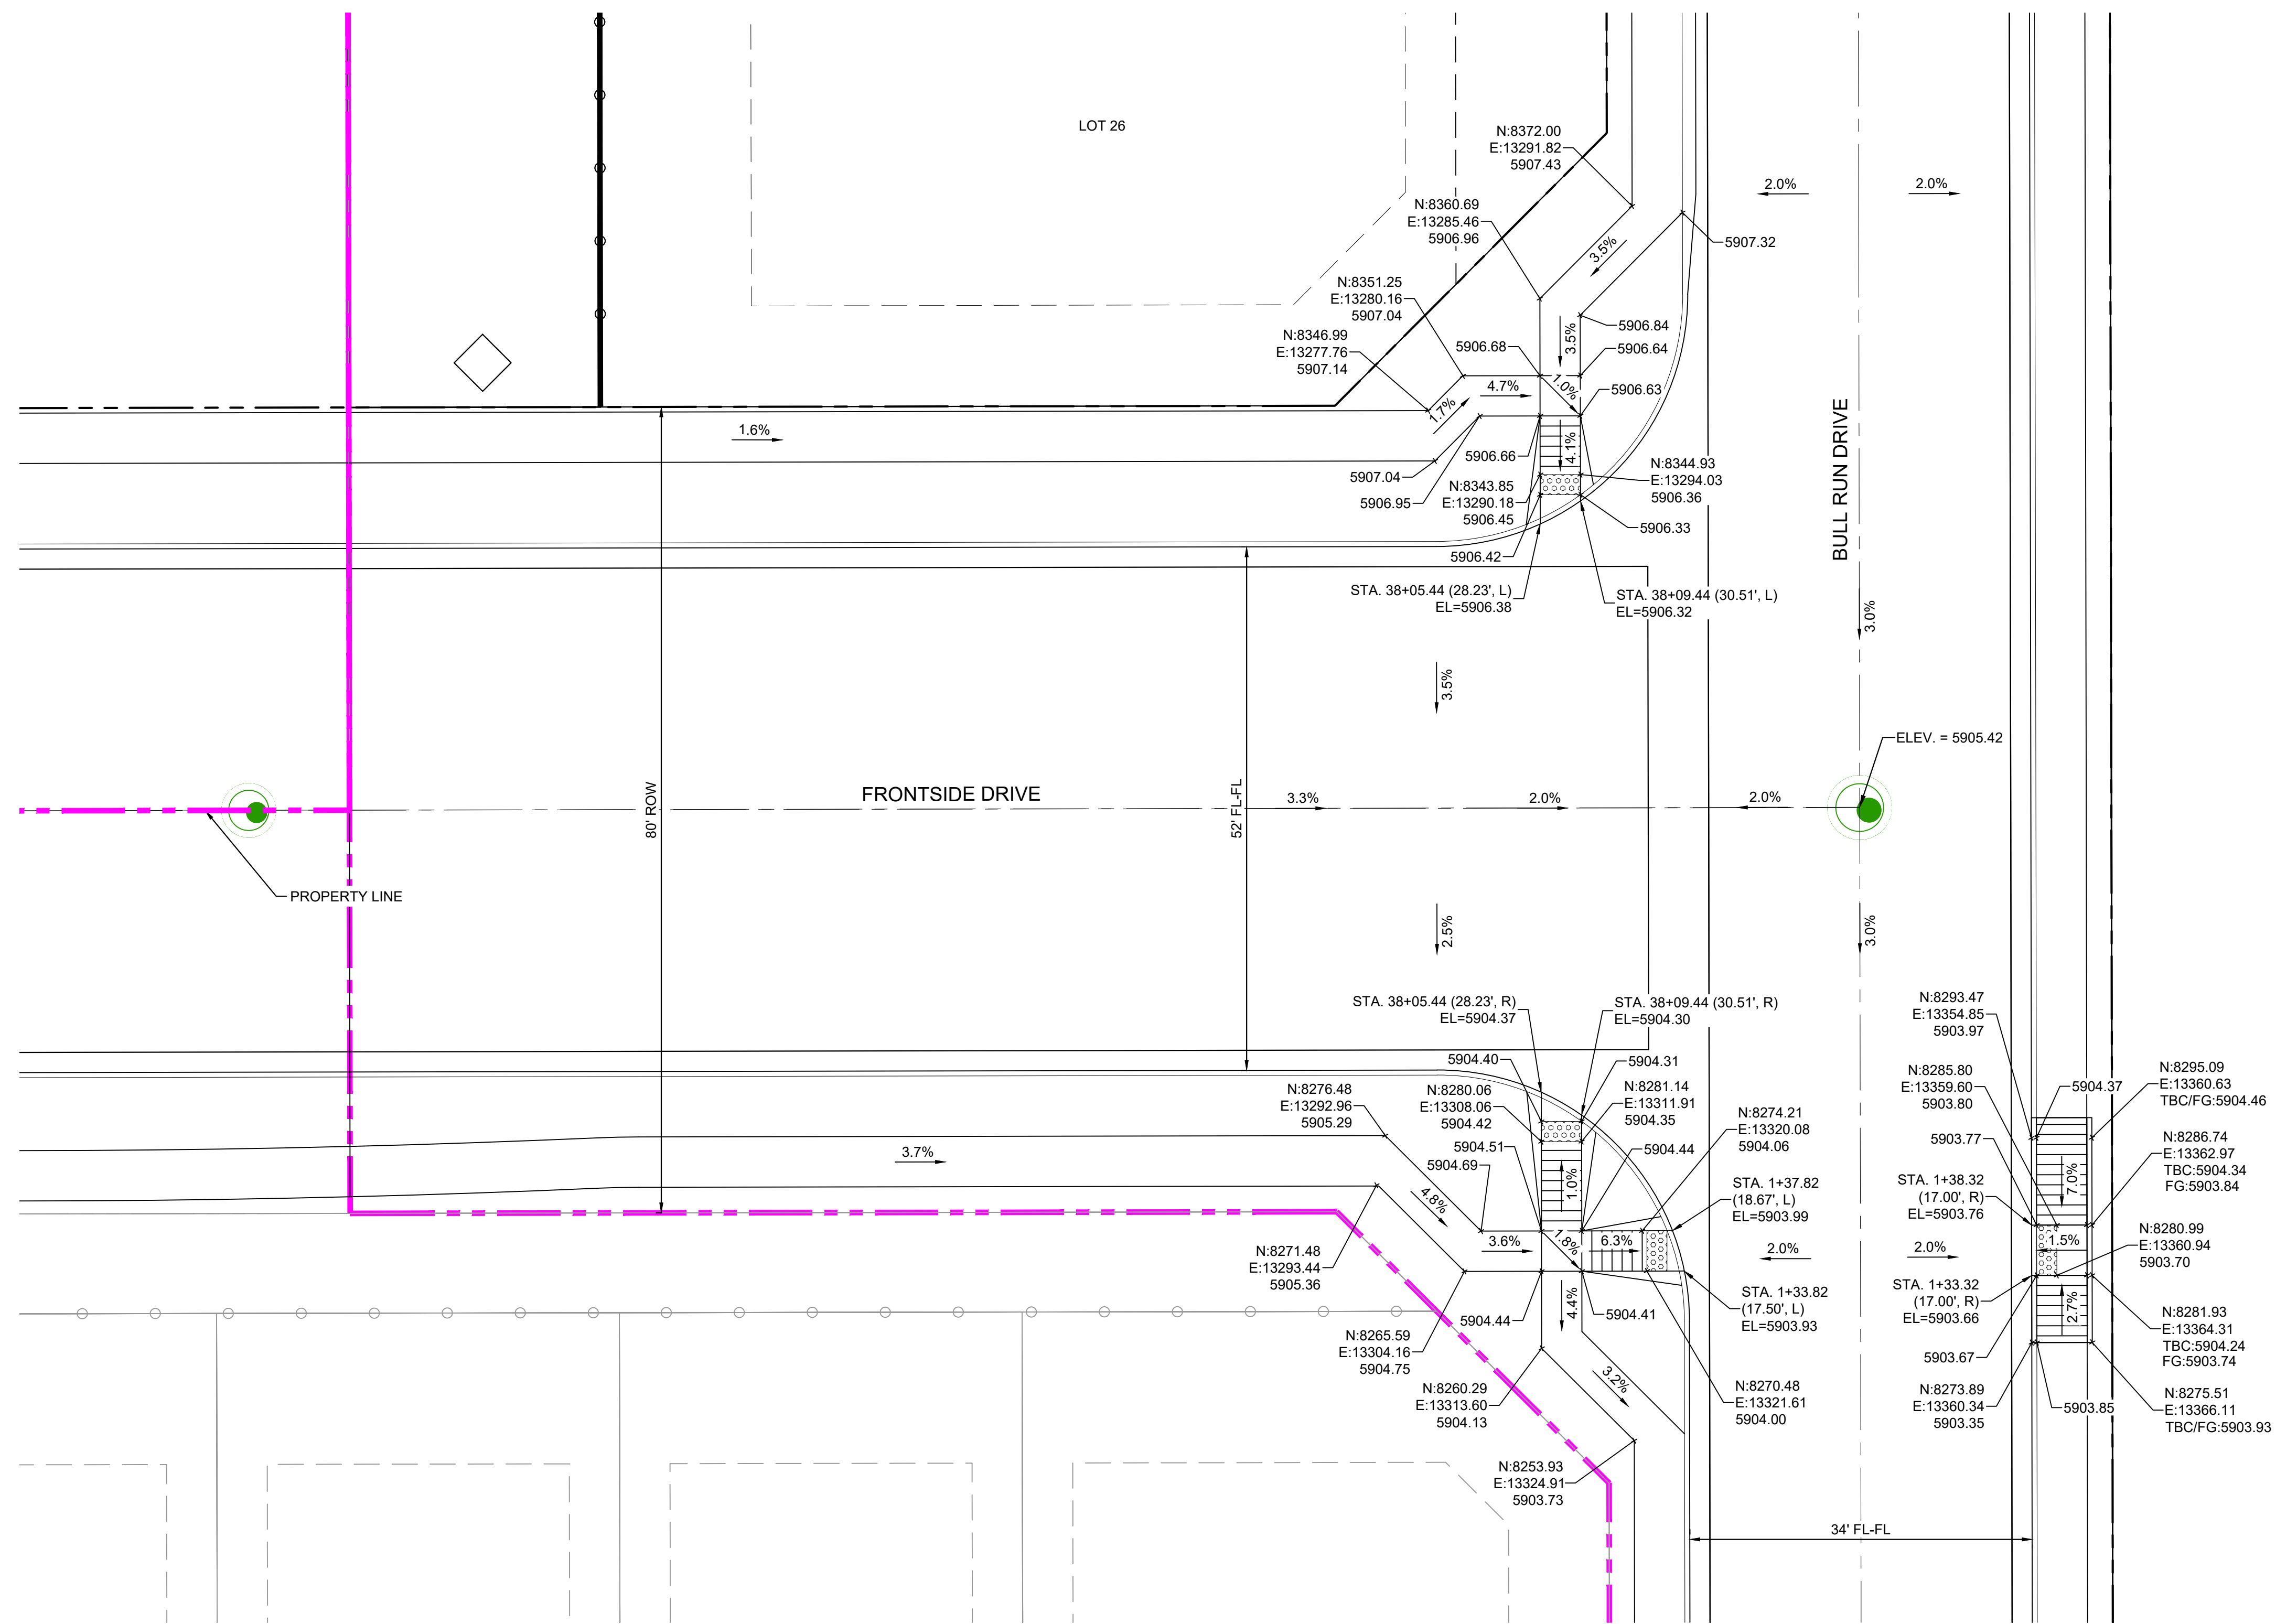 LOT 26
N:8372.00
E:13291.82
5907.43
2.0%
2.0%
N:8360.69
E:13285.46
5906.96
5907.32
3.5%
N:8351.25
E:13280.16
5907.04
N:8346.99
E:13277.76
5907.14
5906.68
3.5%
5906.84
5906.64
4.7%
1.0%
5906.63
1.7%
1.6%
5906.66
4.1%
5907.04
5906.95
N:8343.85
E:13290.18
5906.45
N:8344.93
E:13294.03
5906.36
5906.33
5906.42
STA. 38+05.44 (28.23', L)
EL=5906.38
STA. 38+09.44 (30.51', L)
EL=5906.32
BULL RUN DRIVE
3.0%
3.5%
ELEV. = 5905.42
80' ROW
FRONTSIDE DRIVE
52' FL-FL
3.3%
2.0%
2.0%
PROPERTY LINE
2.5%
3.0%
STA. 38+05.44 (28.23', R)
EL=5904.37
STA. 38+09.44 (30.51', R)
EL=5904.30
N:8293.47
E:13354.85
5903.97
5904.40
5904.31
N:8276.48
E:13292.96
5905.29
N:8280.06
E:13308.06
5904.42
N:8281.14
E:13311.91
5904.35
N:8274.21
E:13320.08
5904.06
N:8285.80
E:13359.60
5903.80
5904.37
N:8295.09
E:13360.63
TBC/FG:5904.46
3.7%
5904.51
5904.69
5904.44
1.0%
5903.77
7.0%
N:8286.74
E:13362.97
TBC:5904.34
FG:5903.84
4.8%
STA. 1+37.82
(18.67', L)
EL=5903.99
STA. 1+38.32
(17.00', R)
EL=5903.76
3.6%
1.8%
6.3%
2.0%
2.0%
1.5%
N:8280.99
E:13360.94
5903.70
N:8271.48
E:13293.44
5905.36
5904.44
4.4%
5904.41
STA. 1+33.82
(17.50', L)
EL=5903.93
STA. 1+33.32
(17.00', R)
EL=5903.66
2.7%
N:8281.93
E:13364.31
TBC:5904.24
FG:5903.74
N:8265.59
E:13304.16
5904.75
5903.67
3.2%
N:8260.29
E:13313.60
5904.13
N:8270.48
E:13321.61
5904.00
N:8273.89
E:13360.34
5903.35
5903.85
N:8275.51
E:13366.11
TBC/FG:5903.93
N:8253.93
E:13324.91
5903.73
34' FL-FL